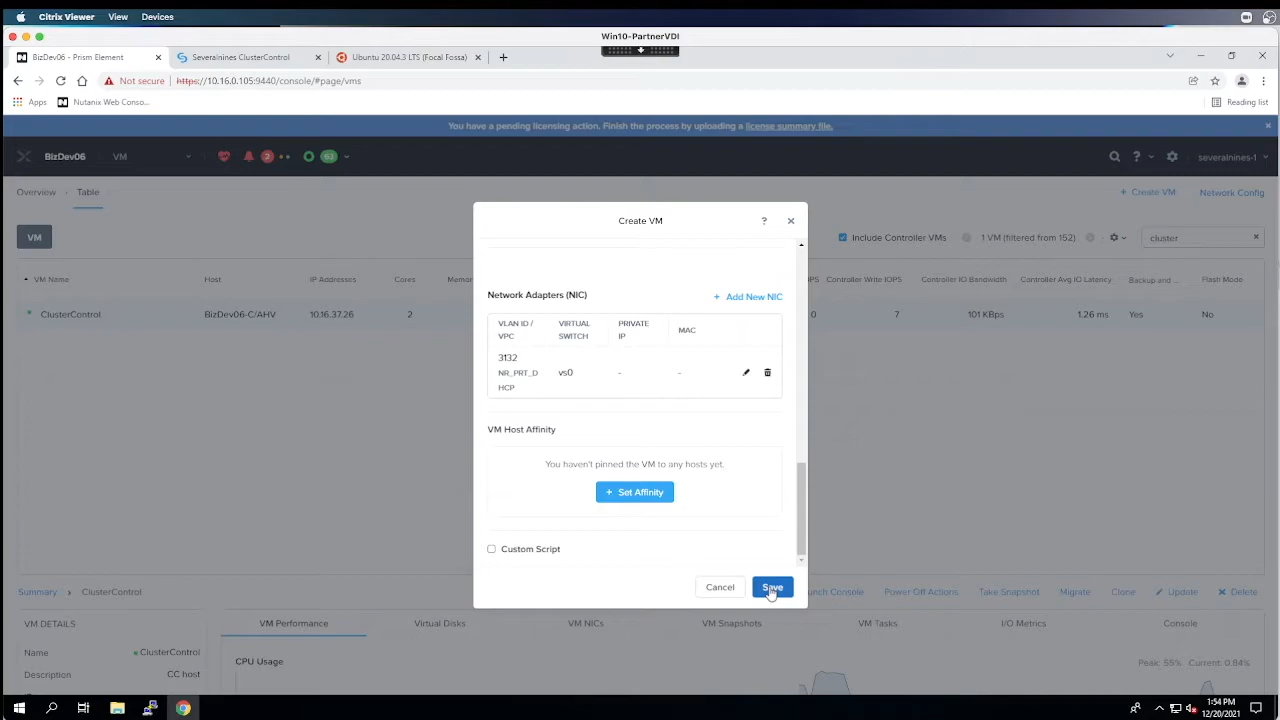 Citrix Viewer View Devices
Win10-PartnerVDI
BizDev06 - Prism Element
Severalnines ClusterControl
Ubuntu 20.04.3 LTS (Focal Fossa)
Not secure https://10.16.0.105:9440/console/#page/vms
Apps Nutanix Web Conso... Reading list
You have a pending licensing action. Finish the process by uploading a license summary file.
BizDev06 VM 2 63 ? severalnines-1
Overview Table + Create VM Network Config
VM Include Controller VMs 1 VM (filtered from 152) cluster
VM Name Host IP Addresses Cores Memor OPS Controller Write IOPS Controller IO Bandwidth Controller Avg IO Latency Backup and ... Flash Mode
ClusterControl BizDev06-C/AHV 10.16.37.26 2 0 7 101 KBps 1.26 ms Yes No
Create VM ?
Network Adapters (NIC) + Add New NIC
VLAN ID / VPC VIRTUAL SWITCH PRIVATE IP MAC
3132
NR_PRT_D vs0 - -
HCP
VM Host Affinity
You haven't pinned the VM to any hosts yet.
+ Set Affinity
Custom Script
Cancel Save
Summary > ClusterControl unch Console Power Off Actions Take Snapshot Migrate Clone Update Delete
VM DETAILS VM Performance Virtual Disks VM NICs VM Snapshots VM Tasks I/O Metrics Console
Name ClusterControl
CPU Usage Peak: 55% Current: 0.84%
Description CC host
1:54 PM
12/20/2021